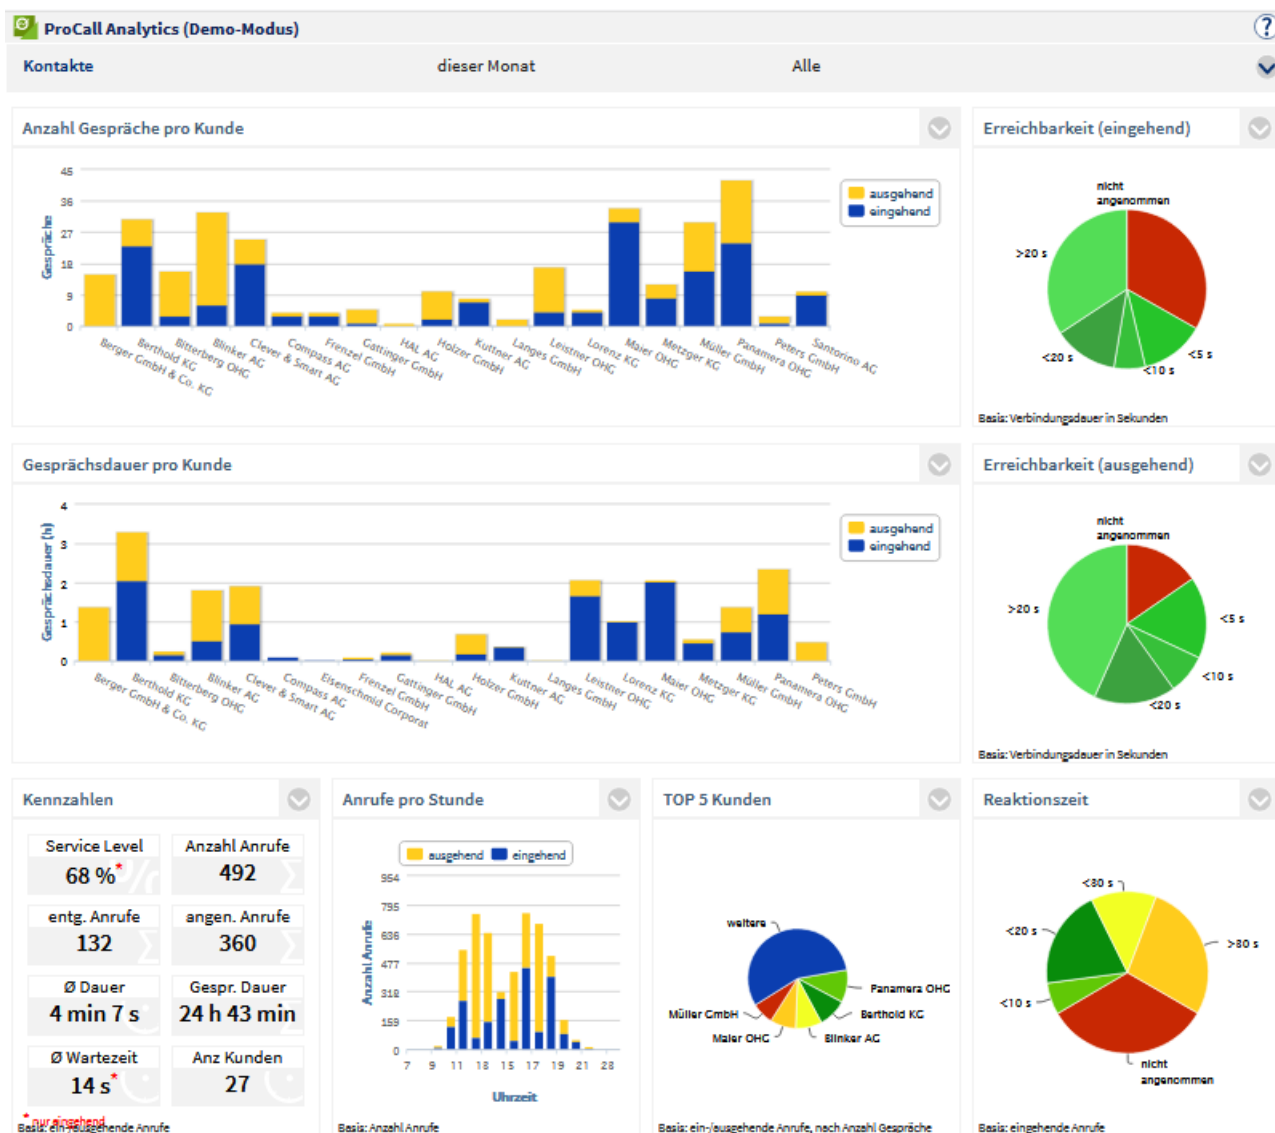 ProCall Analytics (Demo-Modus)
?
Kontakte dieser Monat Alle
Anzahl Gespräche pro Kunde
45
36
27
18
9
0
Gespräche
ausgehend
eingehend
Berger GmbH & Co. KG
Berthold KG
Bitterberg OHG
Blinker AG
Clever & Smart AG
Compass AG
Frenzel GmbH
Gattinger GmbH
HAL AG
Holzer GmbH
Kuttner AG
Langes GmbH
Leistner OHG
Lorenz KG
Maier OHG
Metzger KG
Müller GmbH
Panamera OHG
Peters GmbH
Santorino AG
Erreichbarkeit (eingehend)
nicht
angenommen
>20 s
<5 s
<20 s
<10 s
Basis: Verbindungsdauer in Sekunden
Gesprächsdauer pro Kunde
4
3
2
1
0
Gesprächsdauer (h)
ausgehend
eingehend
Berger GmbH & Co. KG
Berthold KG
Bitterberg OHG
Blinker AG
Clever & Smart AG
Compass AG
Eisenschmid Corporat
Frenzel GmbH
Gattinger GmbH
HAL AG
Holzer GmbH
Kuttner AG
Langes GmbH
Leistner OHG
Lorenz KG
Maier OHG
Metzger KG
Müller GmbH
Panamera OHG
Peters GmbH
Erreichbarkeit (ausgehend)
nicht
angenommen
>20 s
<5 s
<10 s
<20 s
Basis: Verbindungsdauer in Sekunden
Kennzahlen
Service Level
68 %*
Anzahl Anrufe
492
entg. Anrufe
132
angen. Anrufe
360
Ø Dauer
4 min 7 s
Gespr. Dauer
24 h 43 min
Ø Wartezeit
14 s*
Anz Kunden
27
* nur eingehend
Basis: ein-/ausgehende Anrufe
Anrufe pro Stunde
ausgehend eingehend
954
795
636
477
318
159
0
Anzahl Anrufe
7 9 11 13 15 17 19 21 23
Uhrzeit
Basis: Anzahl Anrufe
TOP 5 Kunden
weitere
Panamera OHG
Müller GmbH
Berthold KG
Maier OHG
Blinker AG
Basis: ein-/ausgehende Anrufe, nach Anzahl Gespräche
Reaktionszeit
<30 s
<20 s
>30 s
<10 s
nicht
angenommen
Basis: eingehende Anrufe